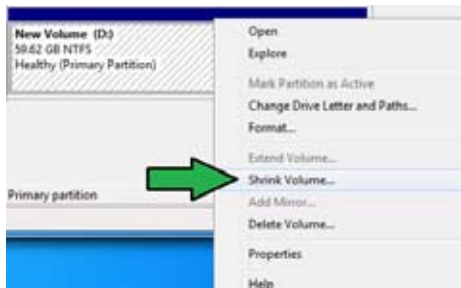 New Volume (D:)
59.62 GB NTFS
Healthy (Primary Partition)
Primary partition
Open
Explore
Mark Partition as Active
Change Drive Letter and Paths...
Format...
Extend Volume...
Shrink Volume...
Add Mirror...
Delete Volume...
Properties
Help